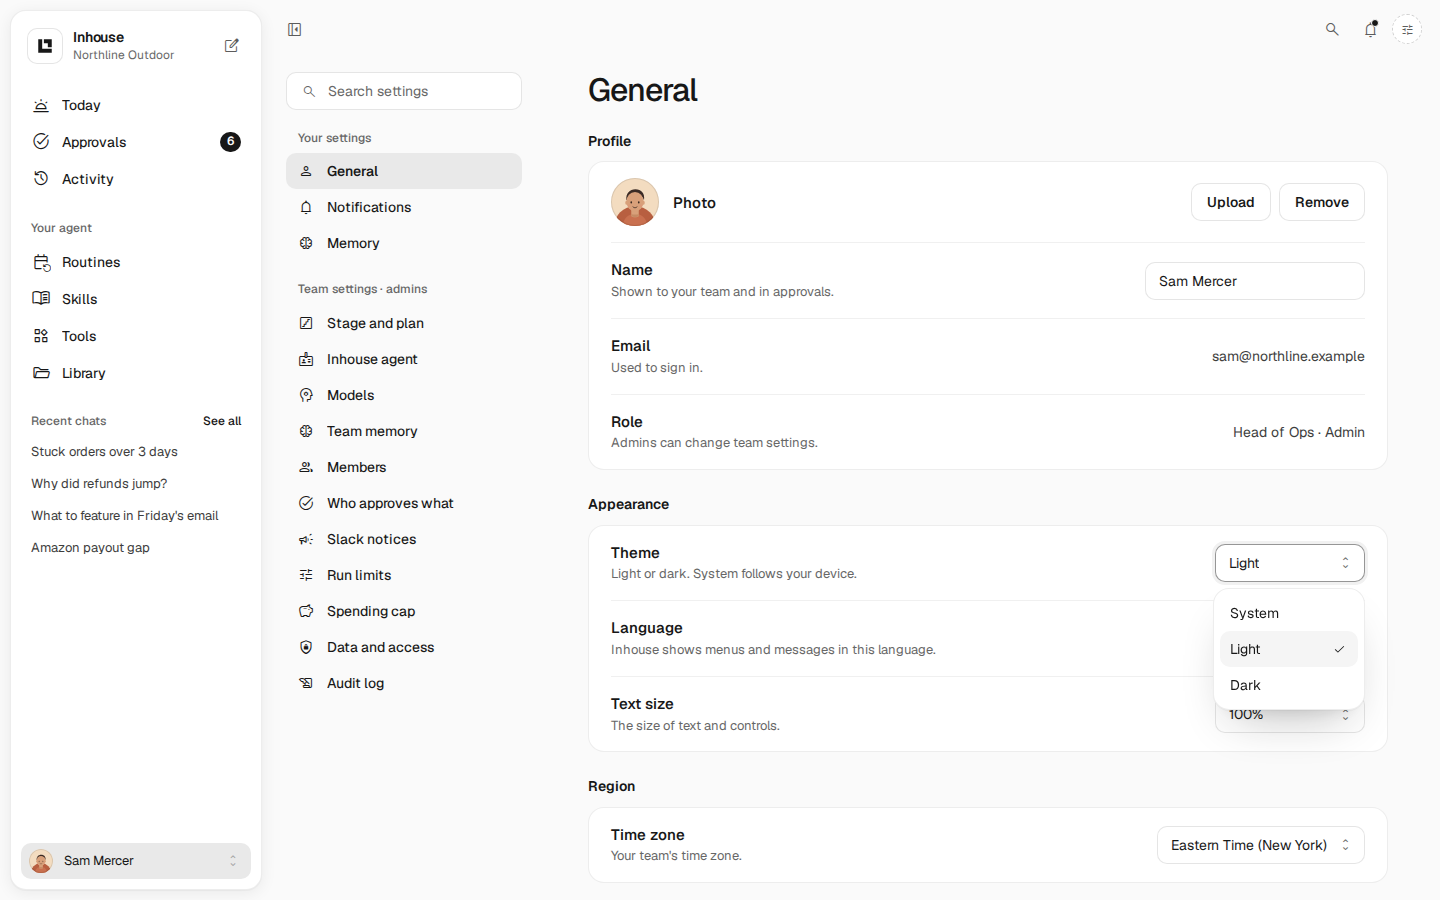 Inhouse
Northline Outdoor
Today
Approvals 6
Activity
Your agent
Routines
Skills
Tools
Library
Recent chats See all
Stuck orders over 3 days
Why did refunds jump?
What to feature in Friday's email
Amazon payout gap
Sam Mercer
Search settings
Your settings
General
Notifications
Memory
Team settings · admins
Stage and plan
Inhouse agent
Models
Team memory
Members
Who approves what
Slack notices
Run limits
Spending cap
Data and access
Audit log
General
Profile
Photo Upload Remove
Name
Shown to your team and in approvals.
Sam Mercer
Email
Used to sign in.
sam@northline.example
Role
Admins can change team settings.
Head of Ops · Admin
Appearance
Theme
Light or dark. System follows your device.
Light
System
Light
Dark
Language
Inhouse shows menus and messages in this language.
Text size
The size of text and controls.
100%
Region
Time zone
Your team's time zone.
Eastern Time (New York)